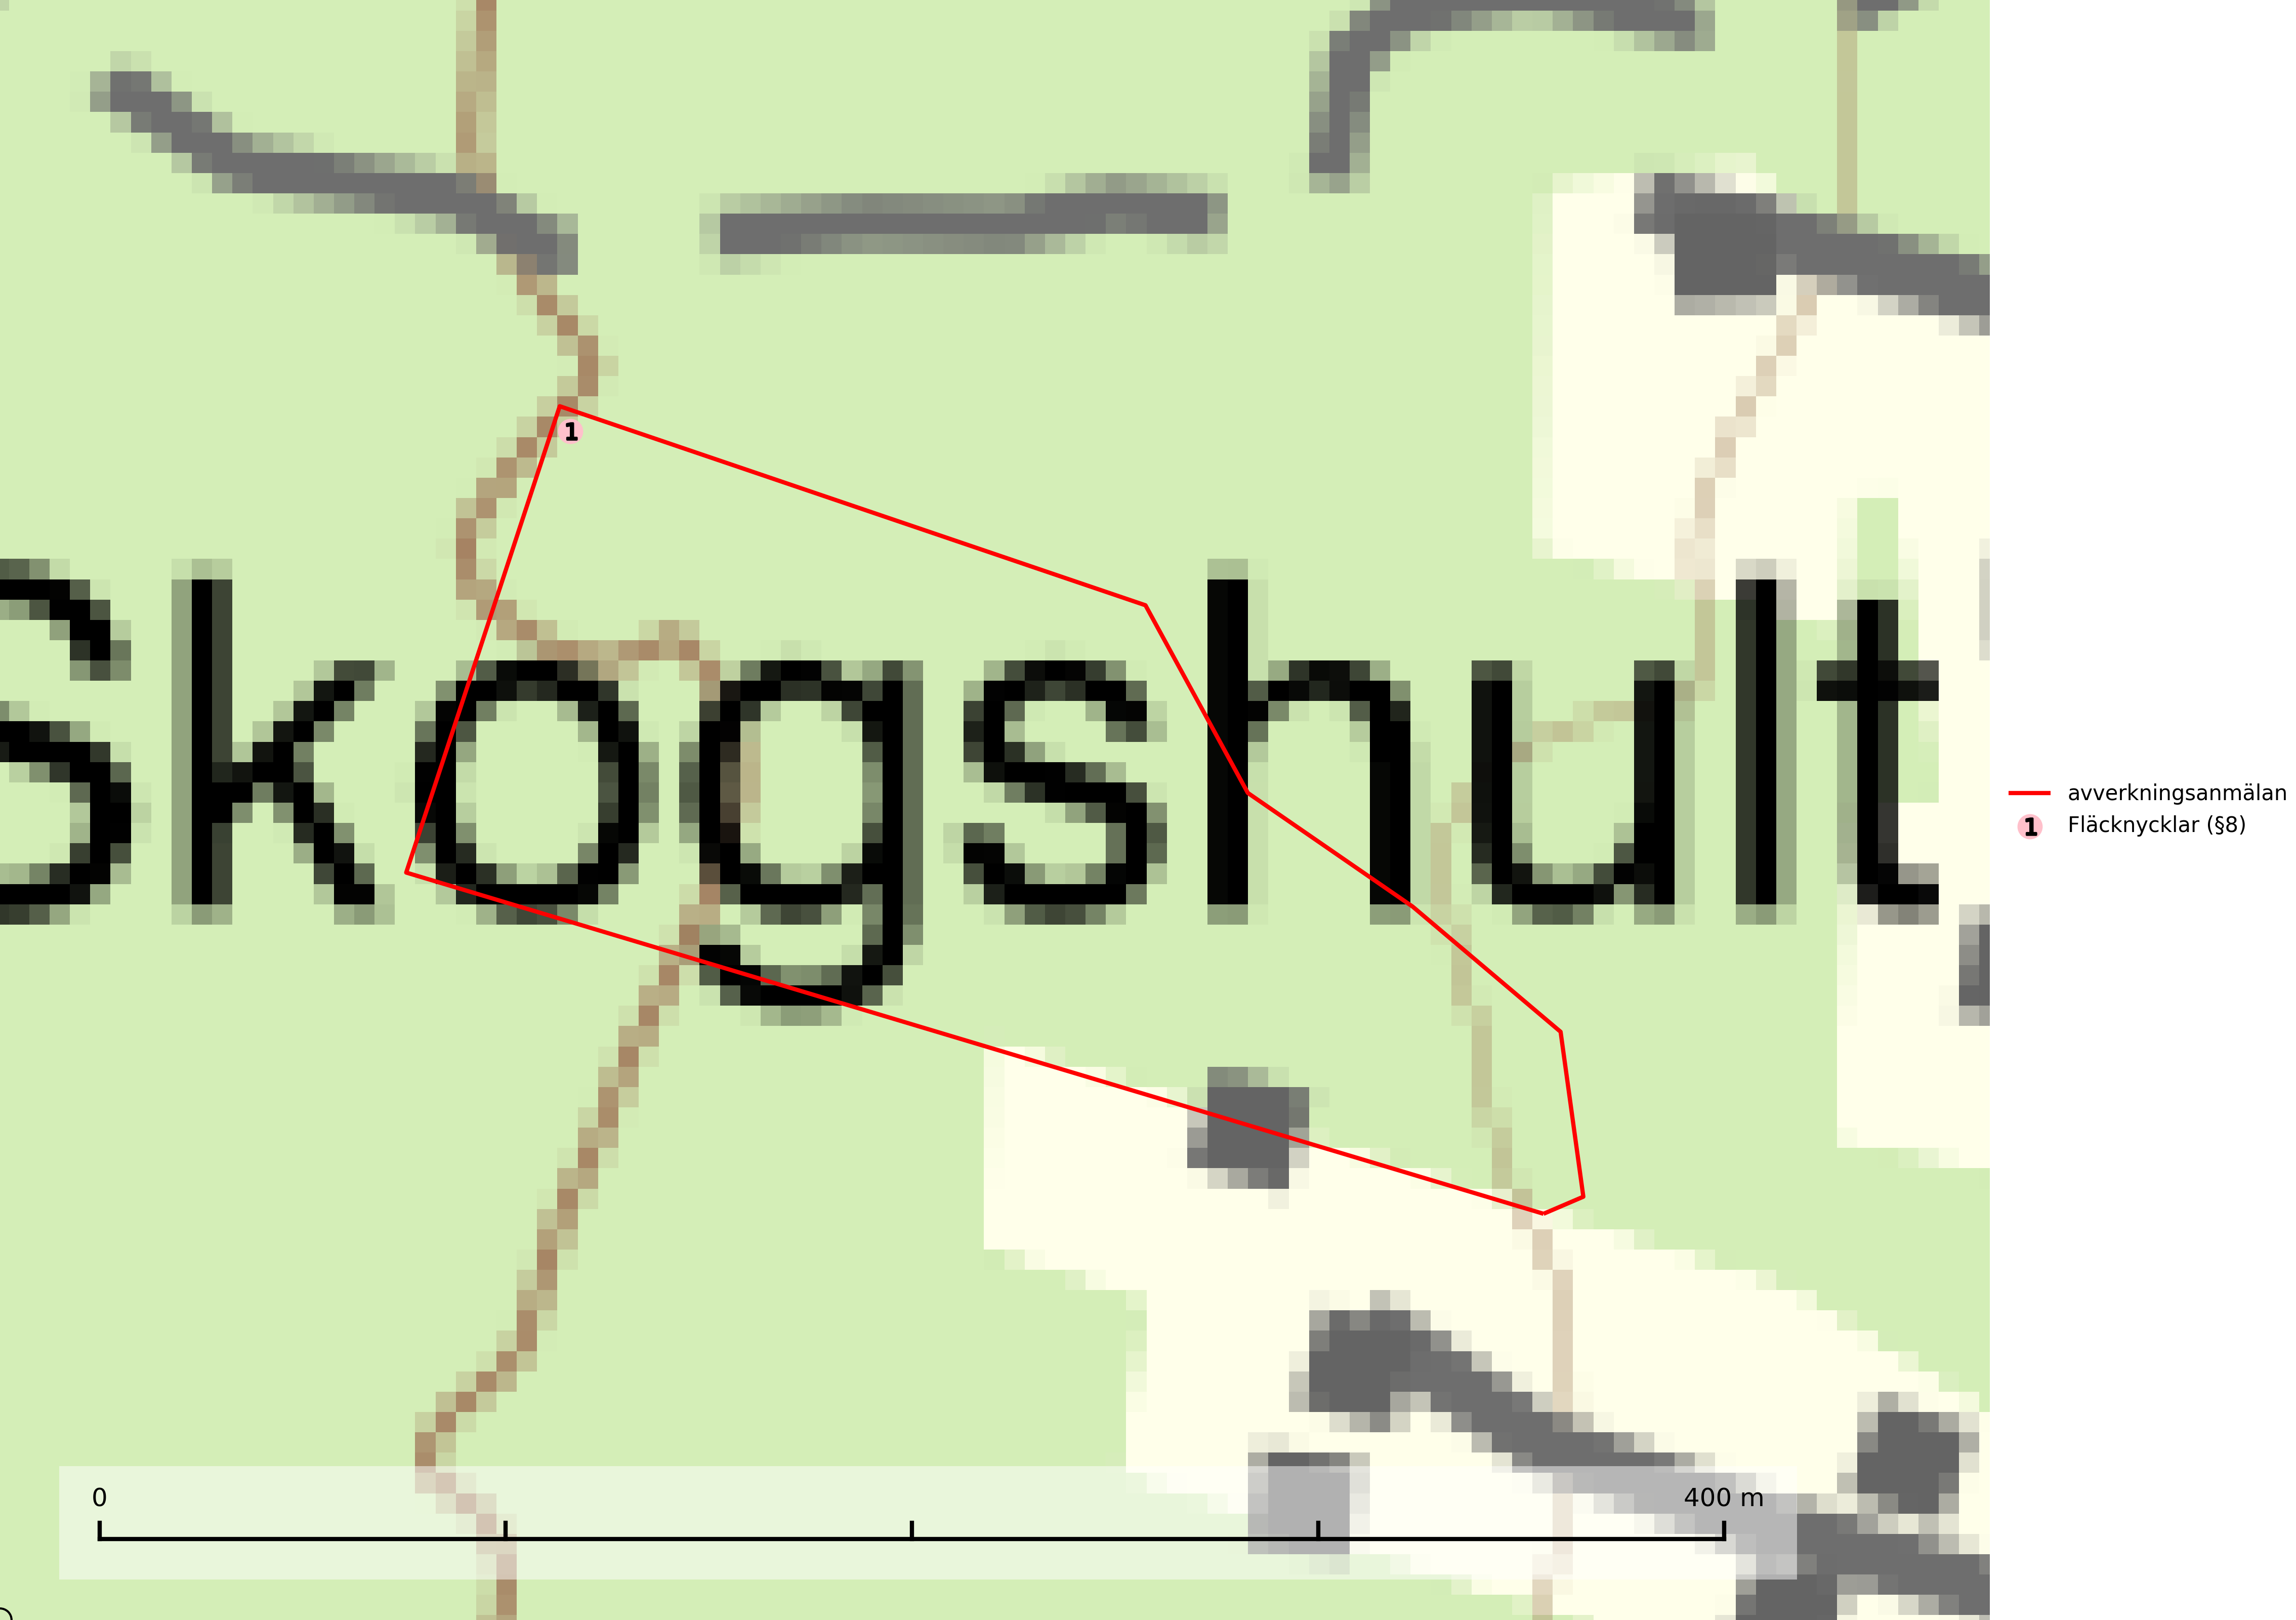 1
Skogshult
avverkningsanmälan
1 Fläcknycklar (§8)
0 400 m